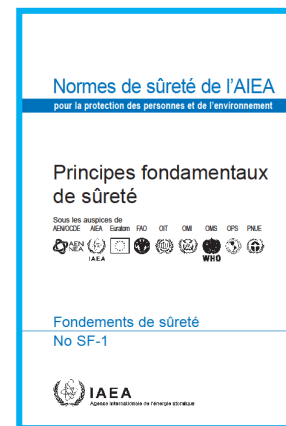 Normes de sûreté de l'AIEA
pour la protection des personnes et de l'environnement
Principes fondamentaux
de sûreté
Sous les auspices de
AEN/OCDE AIEA Euratom FAO OIT OMI OMS OPS PNUE
AEN
NEA
IAEA
WHO
Fondements de sûreté
No SF-1
IAEA
Agence internationale de l'énergie atomique